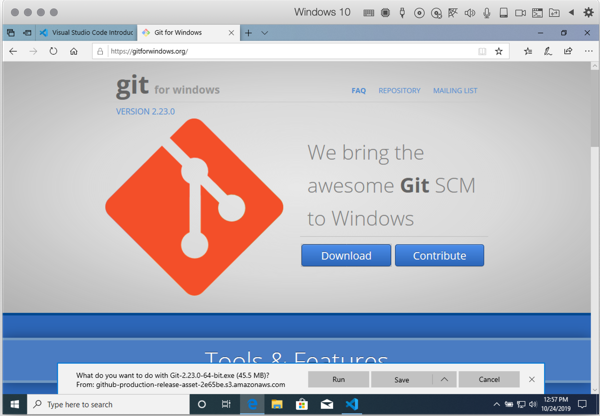 Windows 10
Visual Studio Code Introduc
Git for Windows
https://gitforwindows.org/
git for windows
FAQ
REPOSITORY
MAILING LIST
VERSION 2.23.0
We bring the
awesome Git SCM
to Windows
Download
Contribute
Tools & Features
What do you want to do with Git-2.23.0-64-bit.exe (45.5 MB)?
From: github-production-release-asset-2e65be.s3.amazonaws.com
Run
Save
Cancel
Type here to search
12:57 PM
10/24/2019